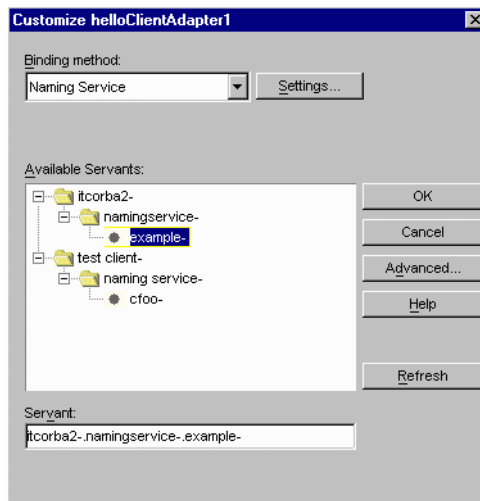 Customize helloClientAdapter1
Binding method:
Naming Service
Settings...
Available Servants:
itcorba2-
namingservice-
example-
test client-
naming service-
cfoo-
OK
Cancel
Advanced...
Help
Refresh
Servant:
itcorba2-.namingservice-.example-